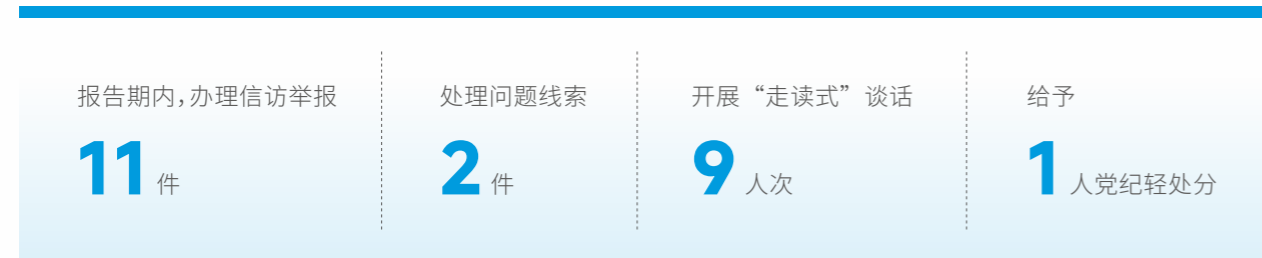 报告期内，办理信访举报
11 件
处理问题线索
2 件
开展“走读式”谈话
9 人次
给予
1 人党纪轻处分